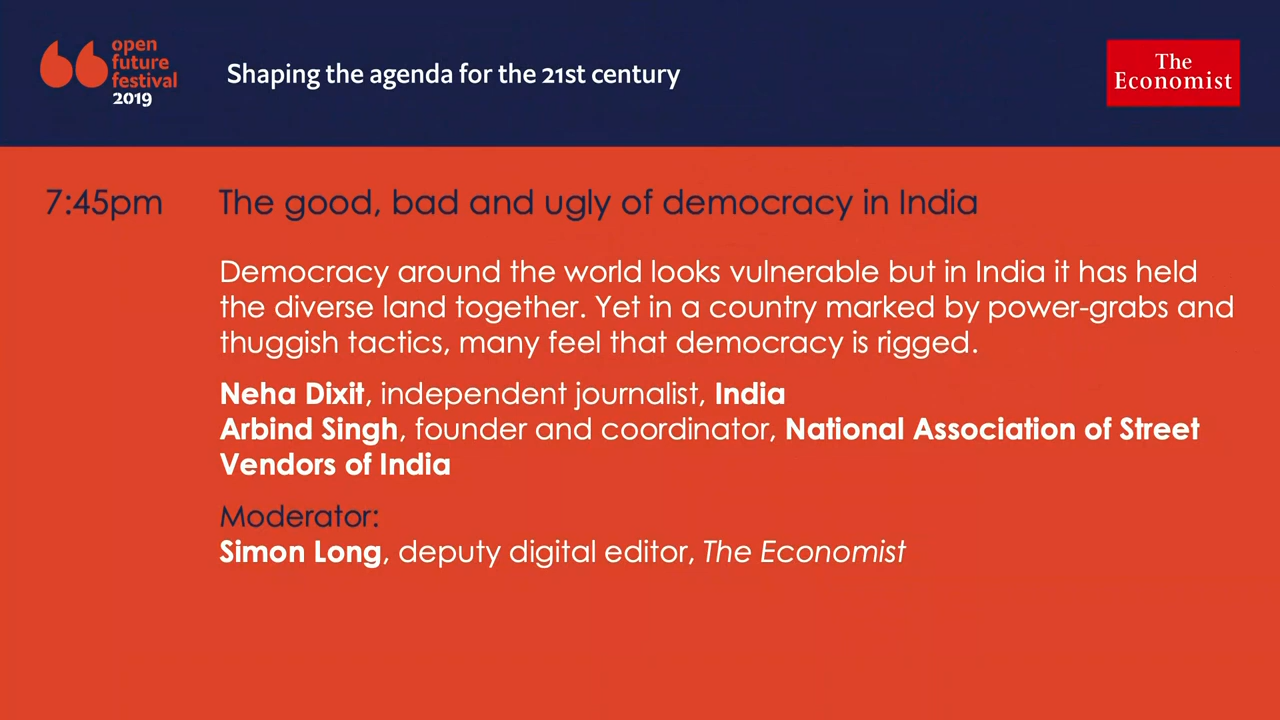 open
future
festival
2019
Shaping the agenda for the 21st century
The
Economist
7:45pm
The good, bad and ugly of democracy in India
Democracy around the world looks vulnerable but in India it has held
the diverse land together. Yet in a country marked by power-grabs and
thuggish tactics, many feel that democracy is rigged.
Neha Dixit, independent journalist, India
Arbind Singh, founder and coordinator, National Association of Street
Vendors of India
Moderator:
Simon Long, deputy digital editor, The Economist